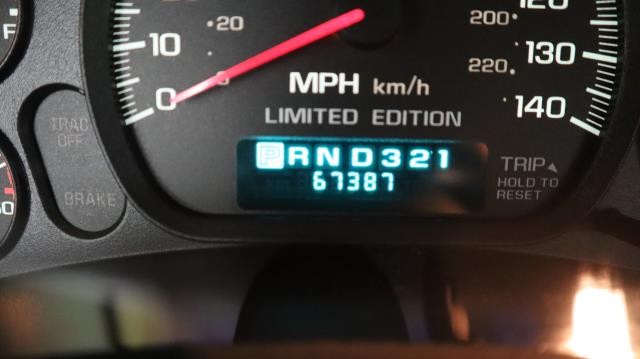 F
20
10
0
0
MPH km/h
LIMITED EDITION
120
200
130
220
140
TRAC
OFF
BRAKE
PRND321
67387
TRIP
HOLD TO
RESET